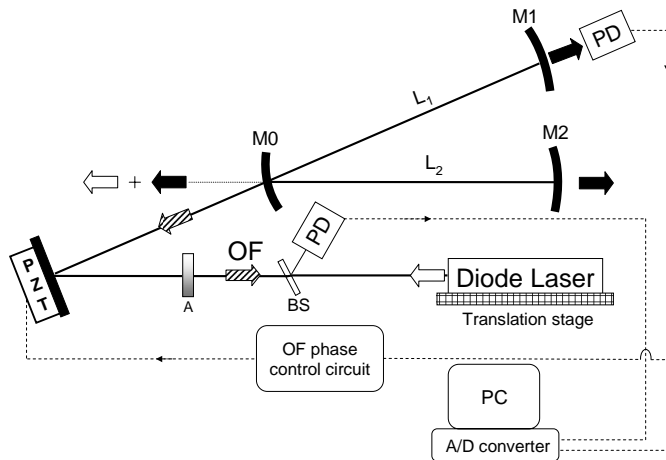 M1
PD
L1
M0
M2
L2
+
OF
PD
PZT
A
BS
Diode Laser
Translation stage
OF phase
control circuit
PC
A/D converter